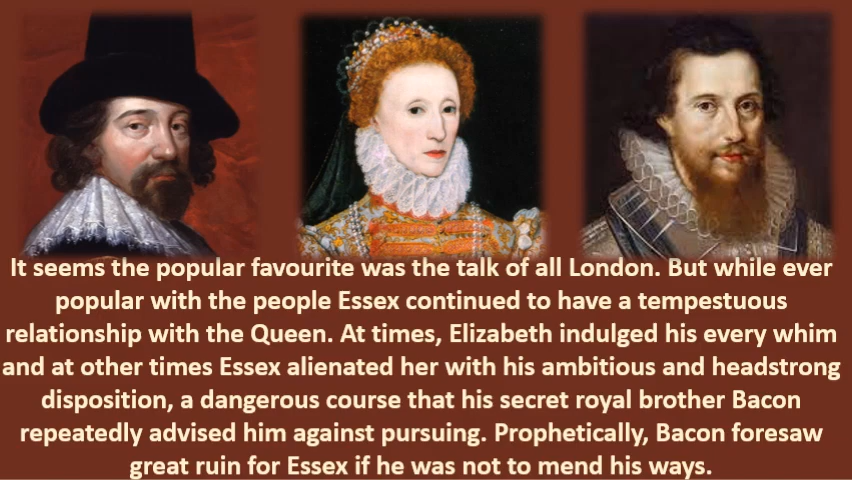 It seems the popular favourite was the talk of all London. But while ever
popular with the people Essex continued to have a tempestuous
relationship with the Queen. At times, Elizabeth indulged his every whim
and at other times Essex alienated her with his ambitious and headstrong
disposition, a dangerous course that his secret royal brother Bacon
repeatedly advised him against pursuing. Prophetically, Bacon foresaw
great ruin for Essex if he was not to mend his ways.